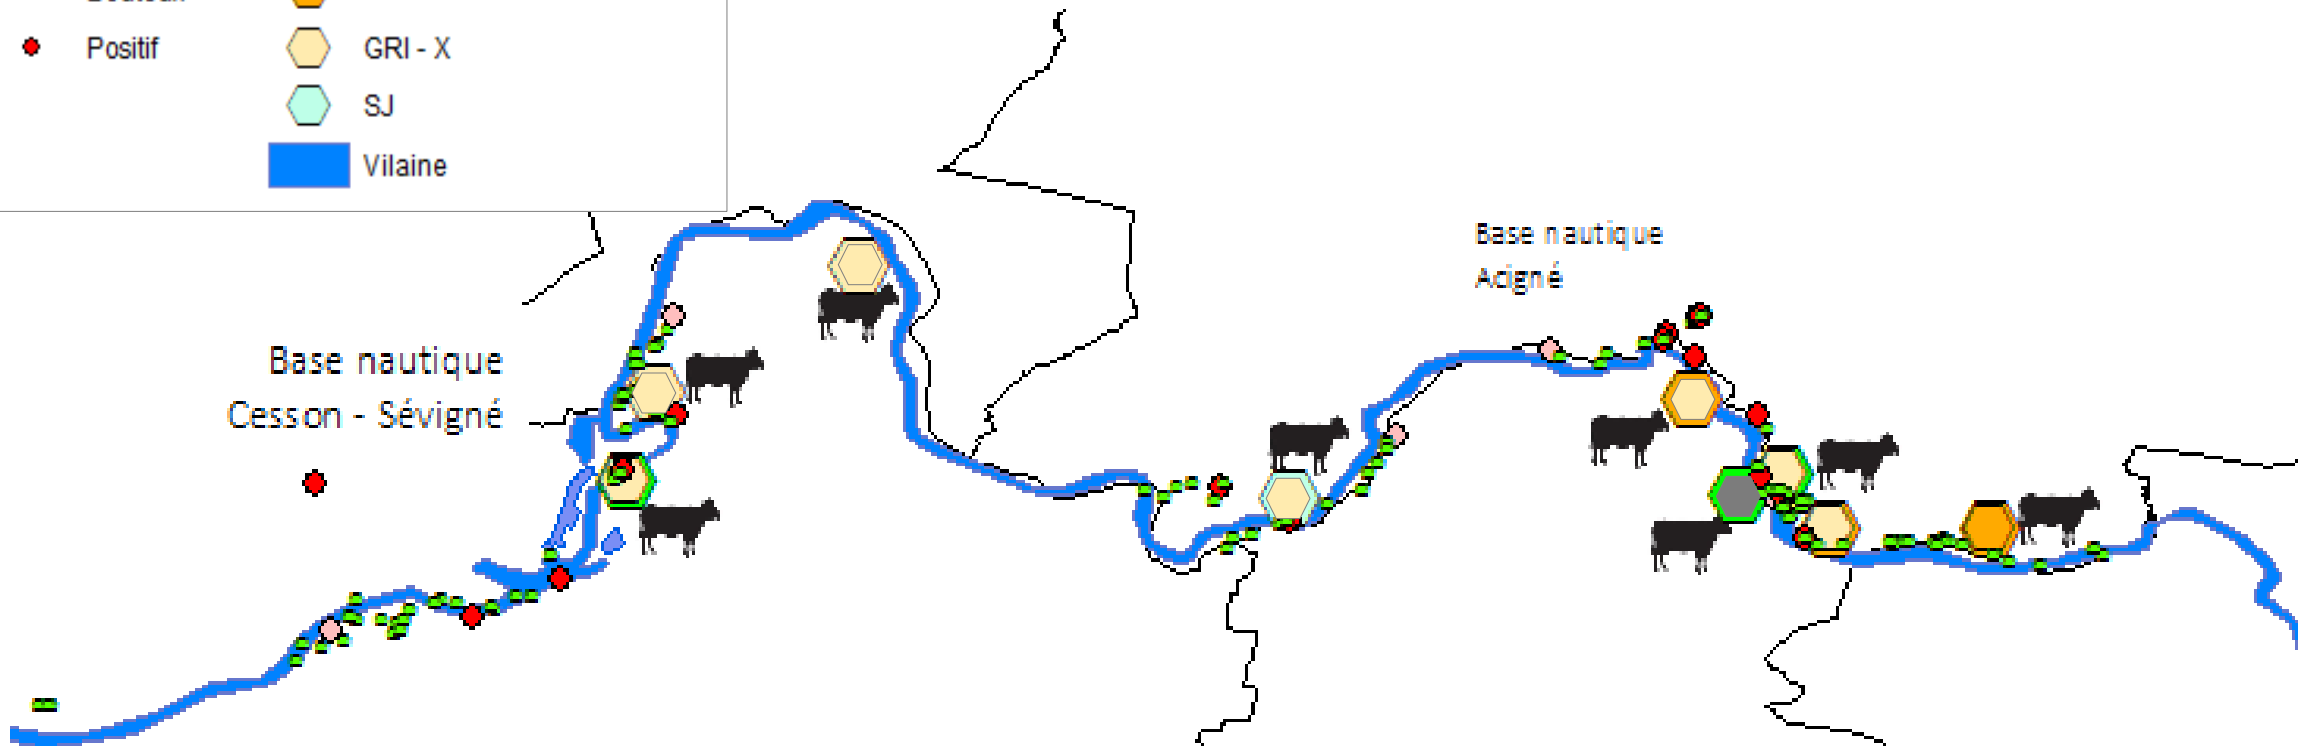 Positif
GRI - X
SJ
Vilaine
Base nautique
Acigné
Base nautique
Cesson - Sévigné